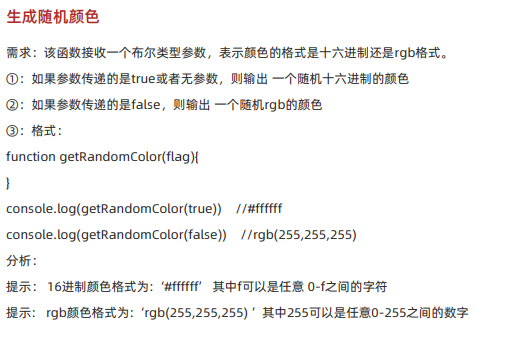 生成随机颜色
需求：该函数接收一个布尔类型参数，表示颜色的格式是十六进制还是rgb格式。
①：如果参数传递的是true或者无参数，则输出 一个随机十六进制的颜色
②：如果参数传递的是false，则输出 一个随机rgb的颜色
③：格式：
function getRandomColor(flag){
}
console.log(getRandomColor(true)) //#ffffff
console.log(getRandomColor(false)) //rgb(255,255,255)
分析：
提示： 16进制颜色格式为：‘#ffffff’ 其中f可以是任意 0-f之间的字符
提示： rgb颜色格式为：‘rgb(255,255,255) ’其中255可以是任意0-255之间的数字